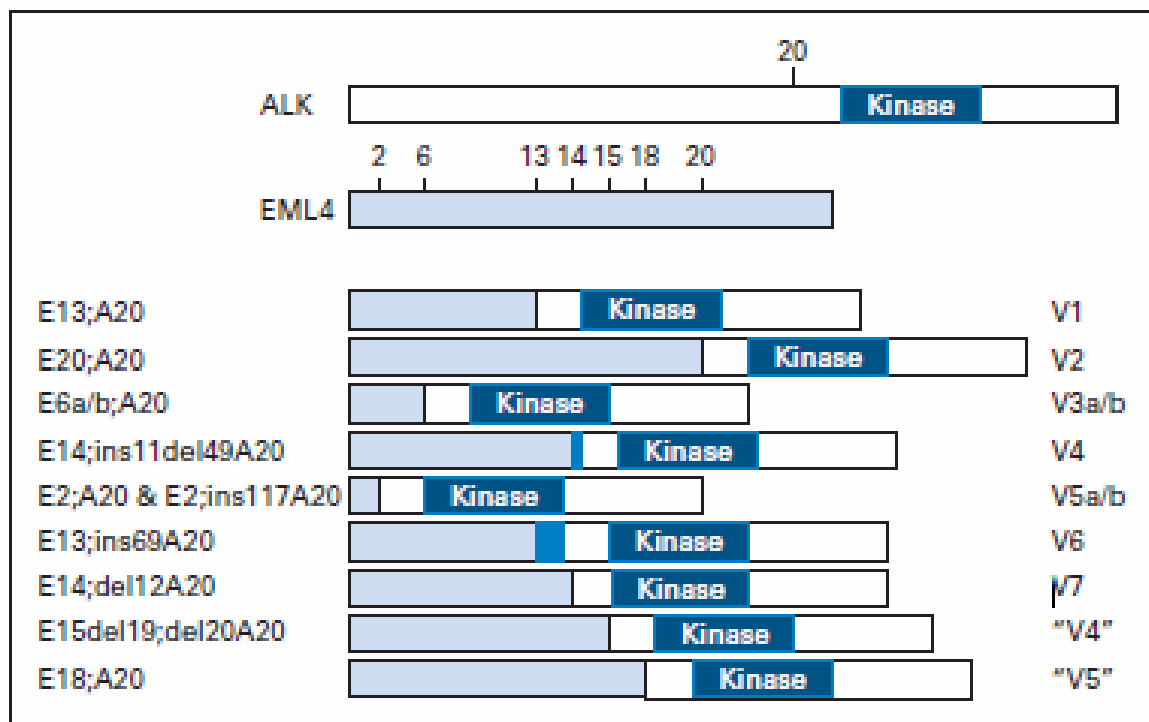 20
ALK Kinase
2 6 13 14 15 18 20
EML4
E13;A20 Kinase V1
E20;A20 Kinase V2
E6a/b;A20 Kinase V3a/b
E14;ins11del49A20 Kinase V4
E2;A20 & E2;ins117A20 Kinase V5a/b
E13;ins69A20 Kinase V6
E14;del12A20 Kinase V7
E15del19;del20A20 Kinase “V4”
E18;A20 Kinase “V5”